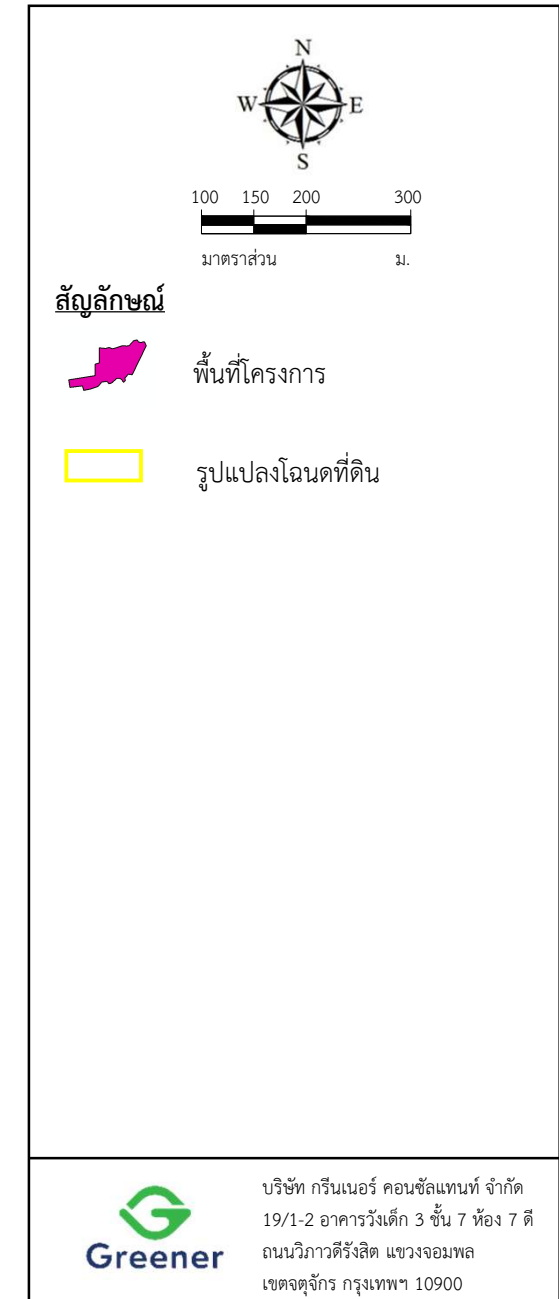 N
W E
S
100 150 200 300
มาตราส่วน ม.
สัญลักษณ์
พื้นที่โครงการ
รูปแปลงโฉนดที่ดิน
Greener
บริษัท กรีนเนอร์ คอนซัลแทนท์ จำกัด
19/1-2 อาคารวังเด็ก 3 ชั้น 7 ห้อง 7 ดี
ถนนวิภาวดีรังสิต แขวงจอมพล
เขตจตุจักร กรุงเทพฯ 10900